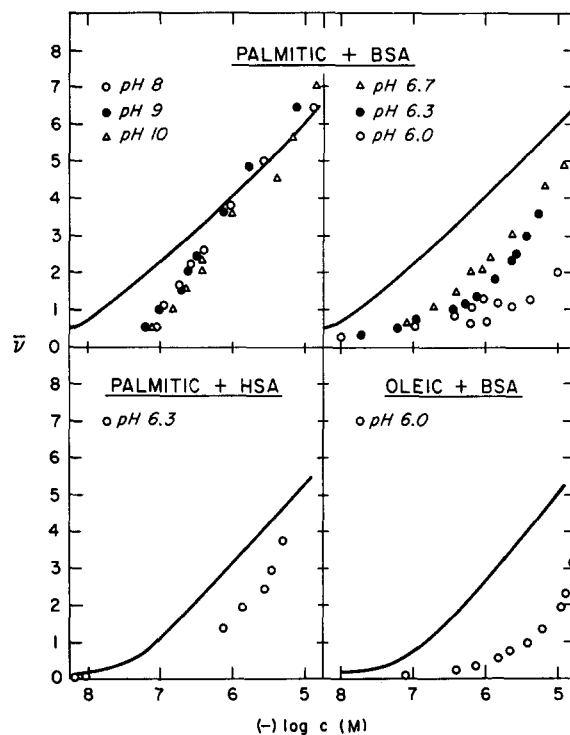 PALMITIC + BSA
○ pH 8
● pH 9
△ pH 10
△ pH 6.7
● pH 6.3
○ pH 6.0
8
7
6
5
4
3
2
1
0
ν̄
PALMITIC + HSA
○ pH 6.3
OLEIC + BSA
○ pH 6.0
8
7
6
5
4
3
2
1
0
8 7 6 8 7 6 5
(-) log c (M)